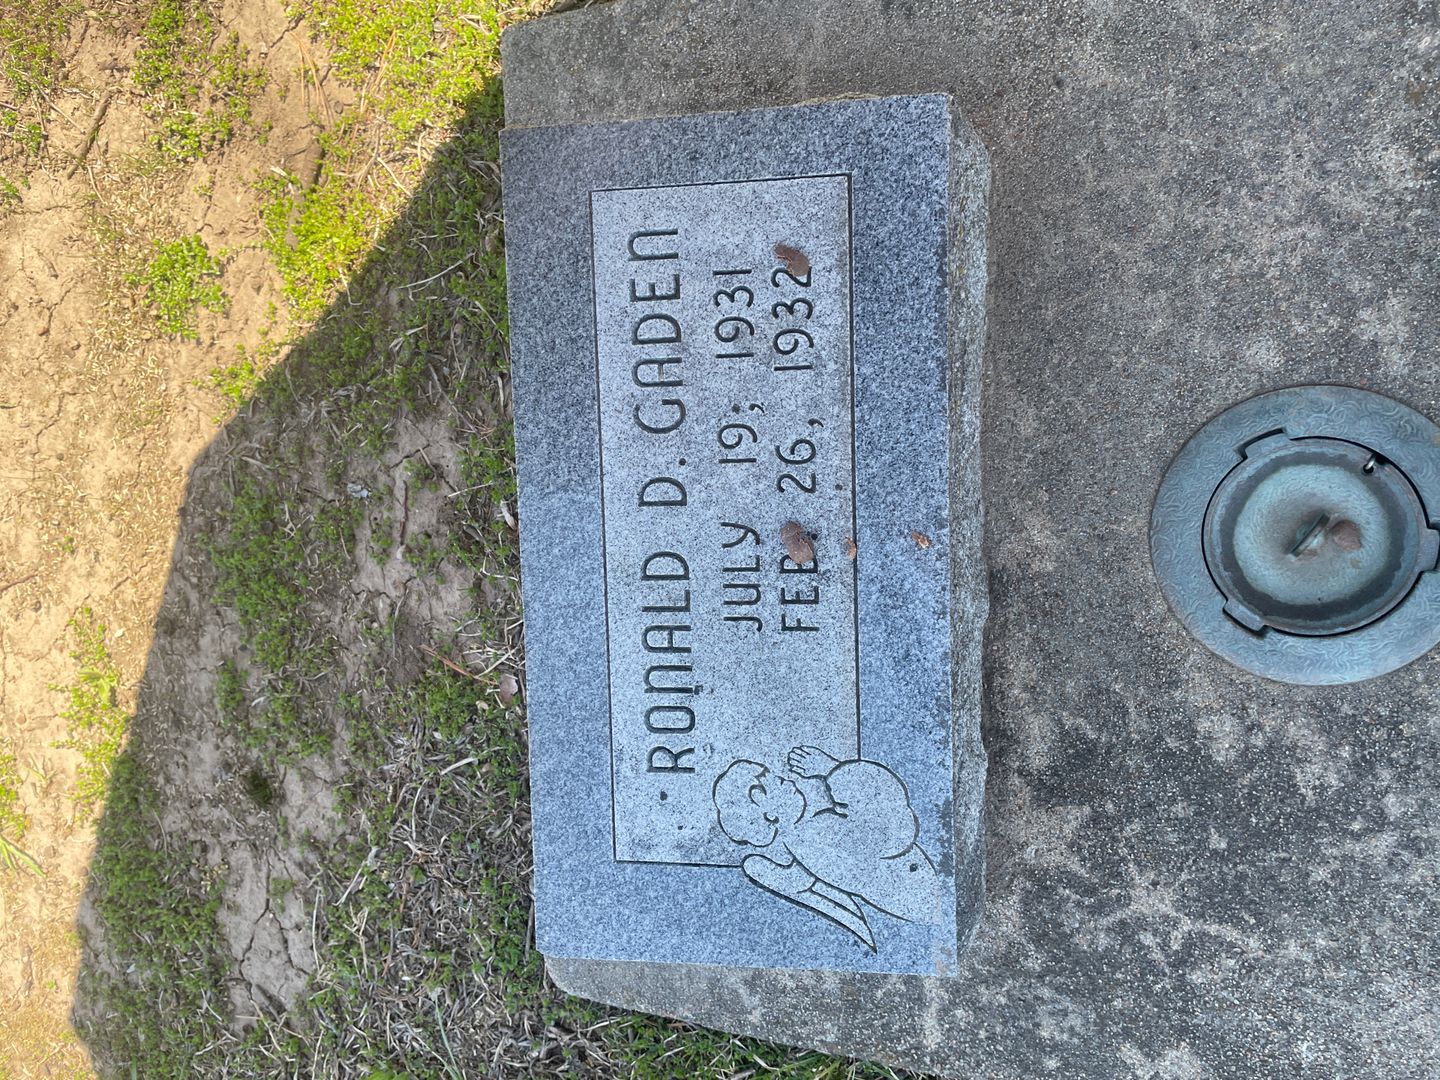 RONALD D. GADEN
JULY 19, 1931
FEB. 26, 1932